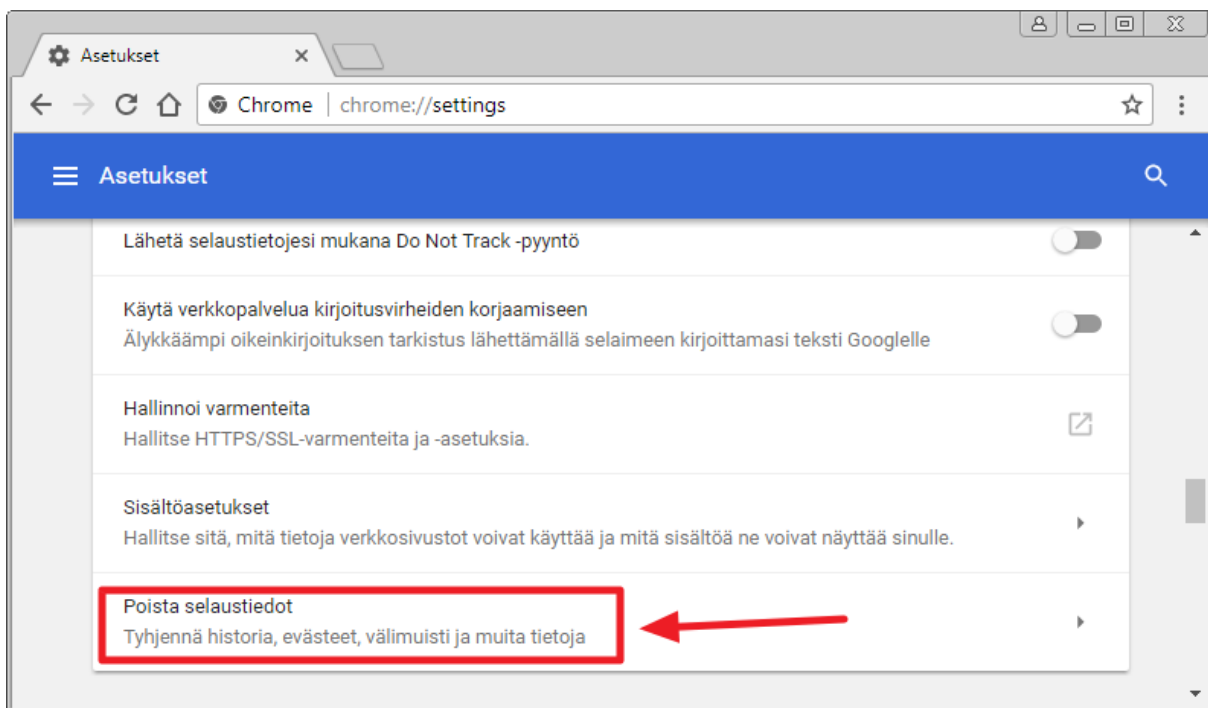 Asetukset
Chrome | chrome://settings
Asetukset
Lähetä selaustietojesi mukana Do Not Track -pyyntö
Käytä verkkopalvelua kirjoitusvirheiden korjaamiseen
Älykkäämpi oikeinkirjoituksen tarkistus lähettämällä selaimeen kirjoittamasi teksti Googlelle
Hallinnoi varmenteita
Hallitse HTTPS/SSL-varmenteita ja -asetuksia.
Sisältöasetukset
Hallitse sitä, mitä tietoja verkkosivustot voivat käyttää ja mitä sisältöä ne voivat näyttää sinulle.
Poista selaustiedot
Tyhjennä historia, evästeet, välimuisti ja muita tietoja